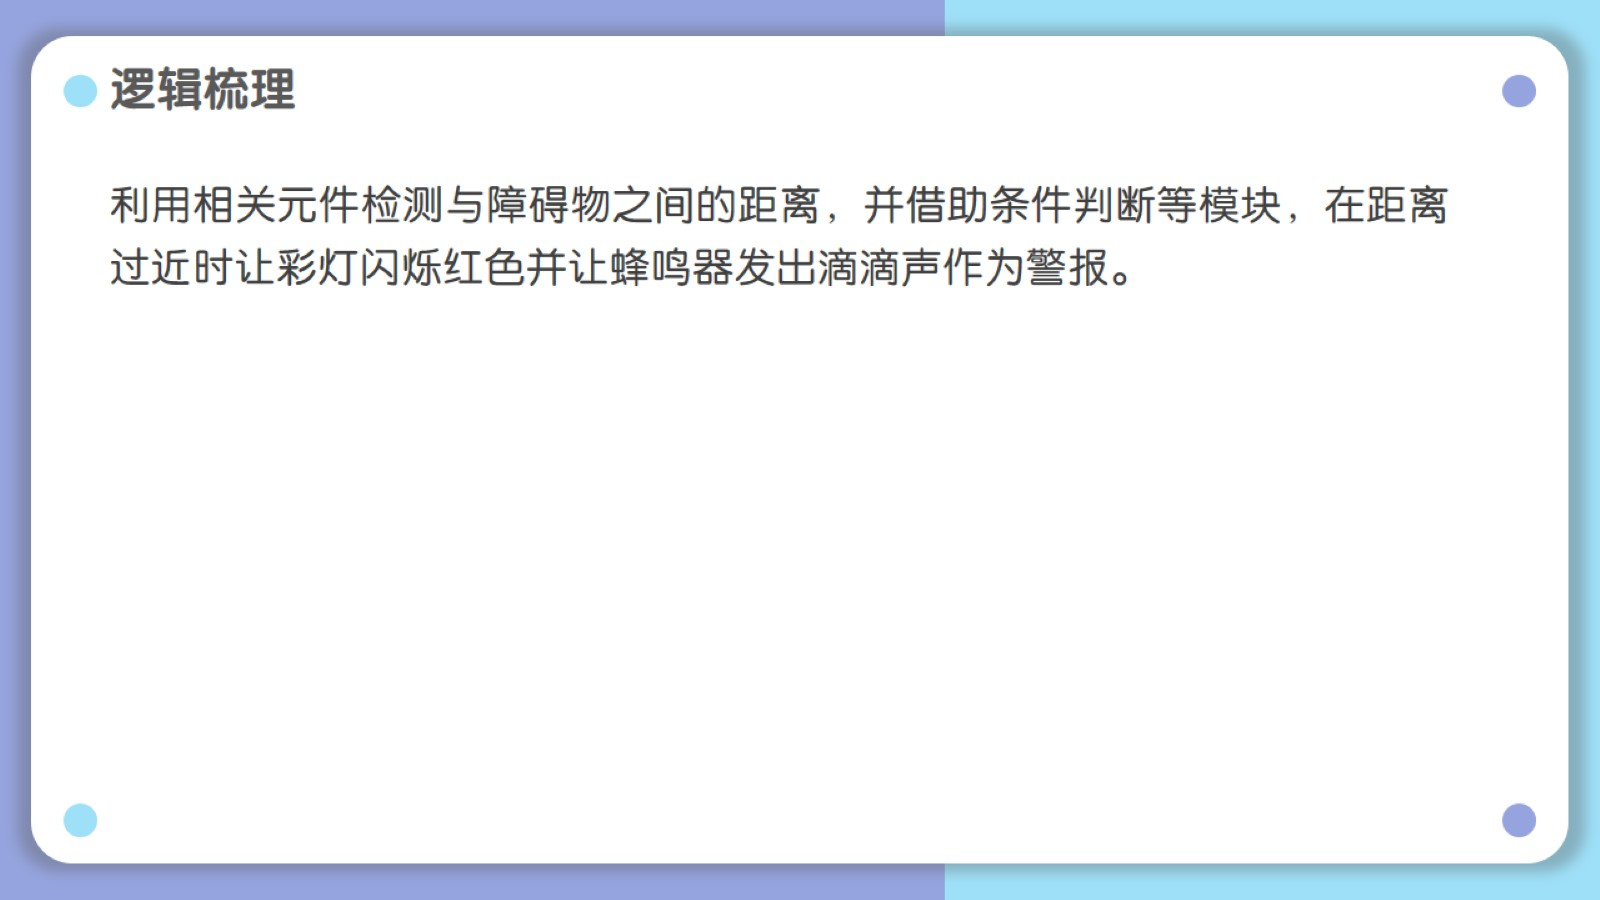 逻辑梳理
利用相关元件检测与障碍物之间的距离，并借助条件判断等模块，在距离
过近时让彩灯闪烁红色并让蜂鸣器发出滴滴声作为警报。